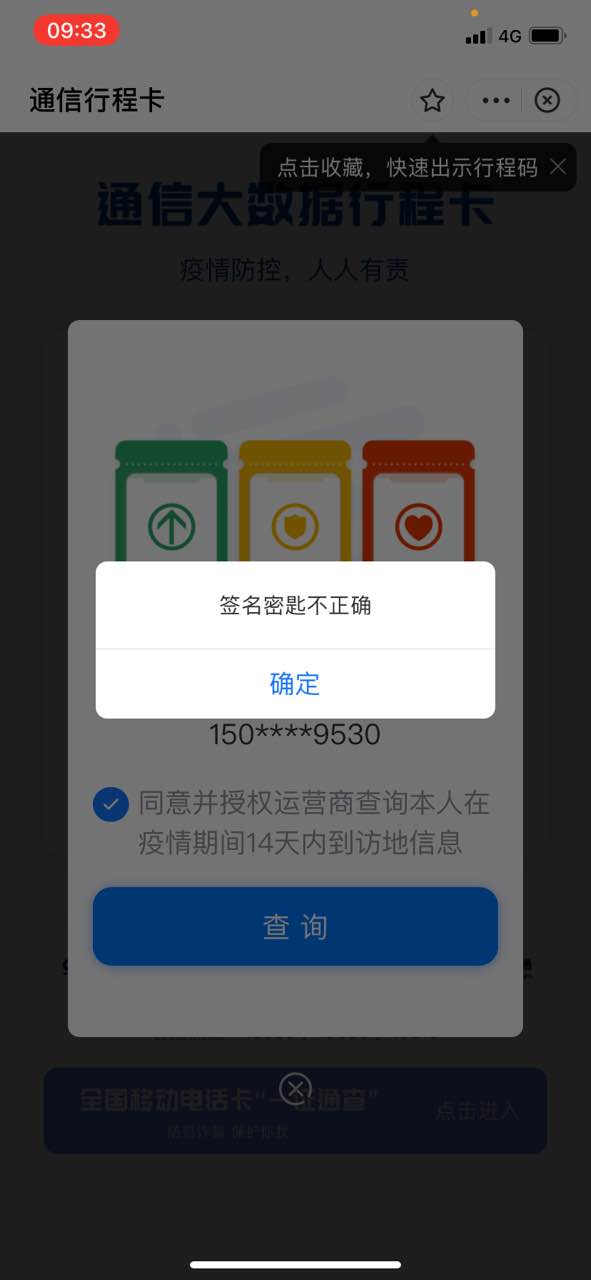 09:33
4G
通信行程卡
点击收藏，快速出示行程码
通信大数据行程卡
疫情防控，人人有责
签名密匙不正确
确定
150****9530
同意并授权运营商查询本人在
疫情期间14天内到访地信息
查 询
全国移动电话卡“一证通查”
点击进入
防范诈骗 保护你我